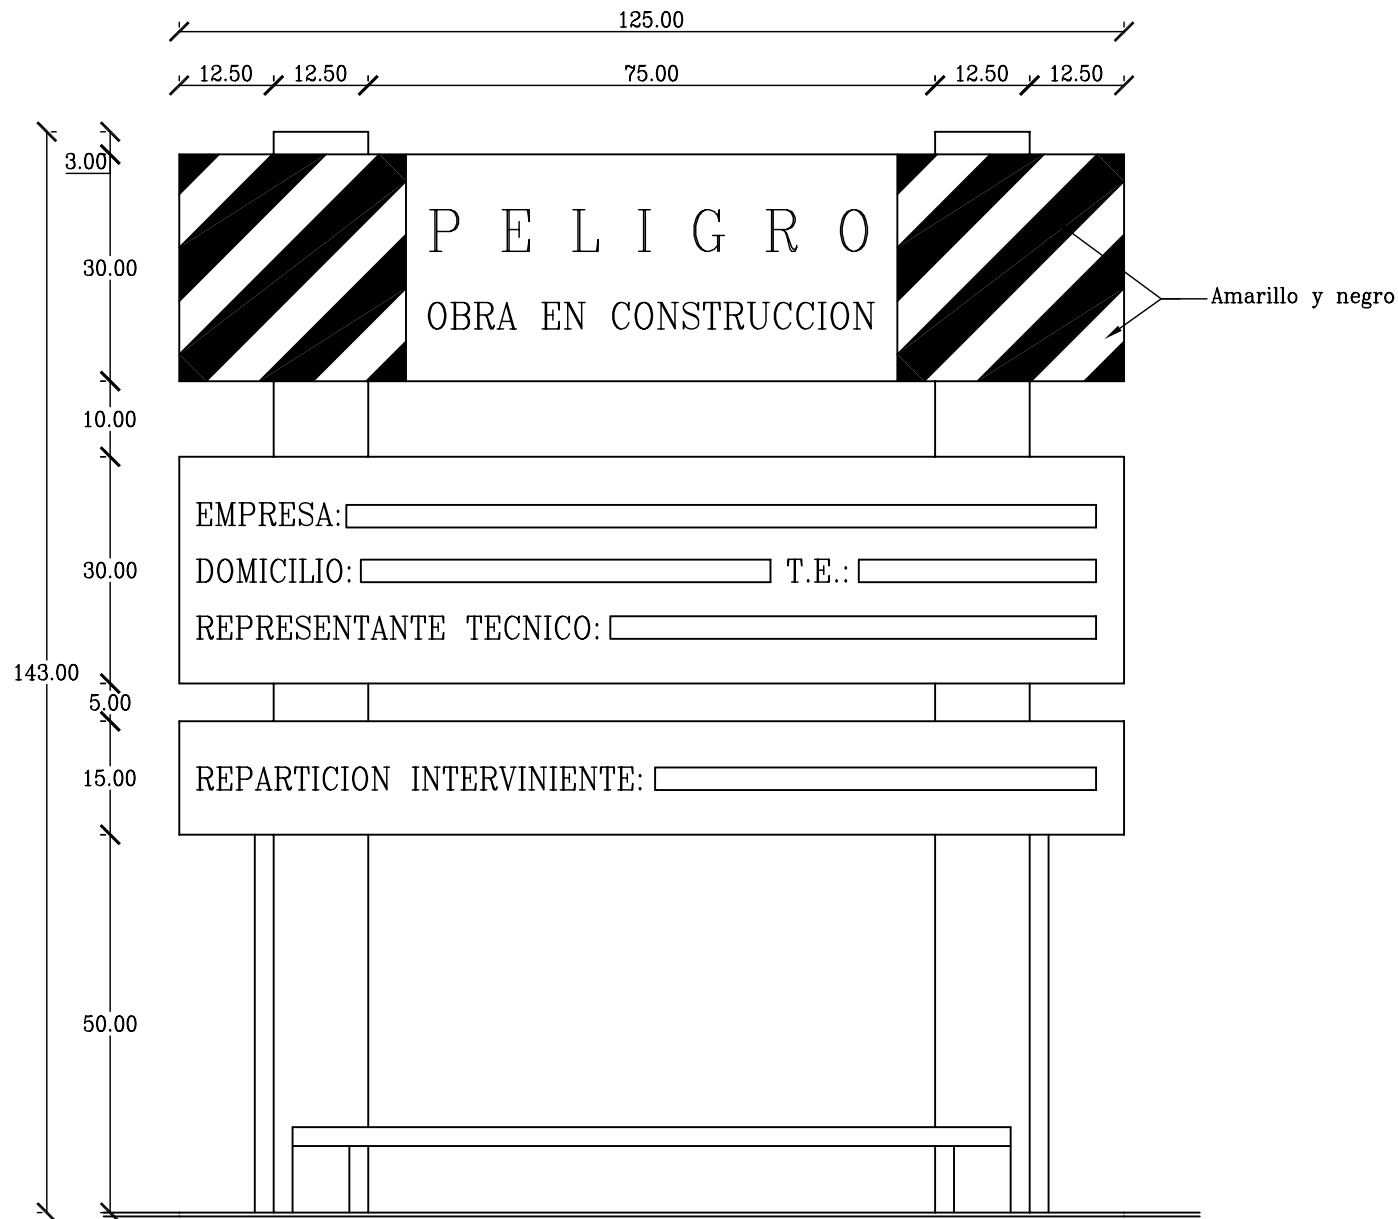 125.00
12.50 12.50 75.00 12.50 12.50
3.00
P E L I G R O
30.00
Amarillo y negro
OBRA EN CONSTRUCCION
10.00
EMPRESA:
30.00
DOMICILIO: T.E.:
REPRESENTANTE TECNICO:
143.00
5.00
15.00
REPARTICION INTERVINIENTE:
50.00